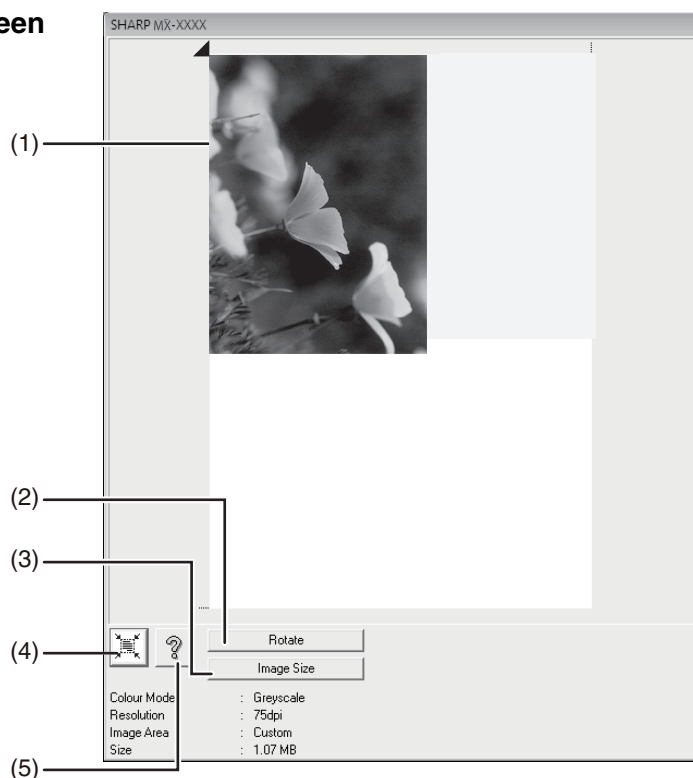 een
SHARP MX-XXXX
(1)
(2)
(3)
(4)
(5)
Rotate
Image Size
Colour Mode : Greyscale
Resolution : 75dpi
Image Area : Custom
Size : 1.07 MB